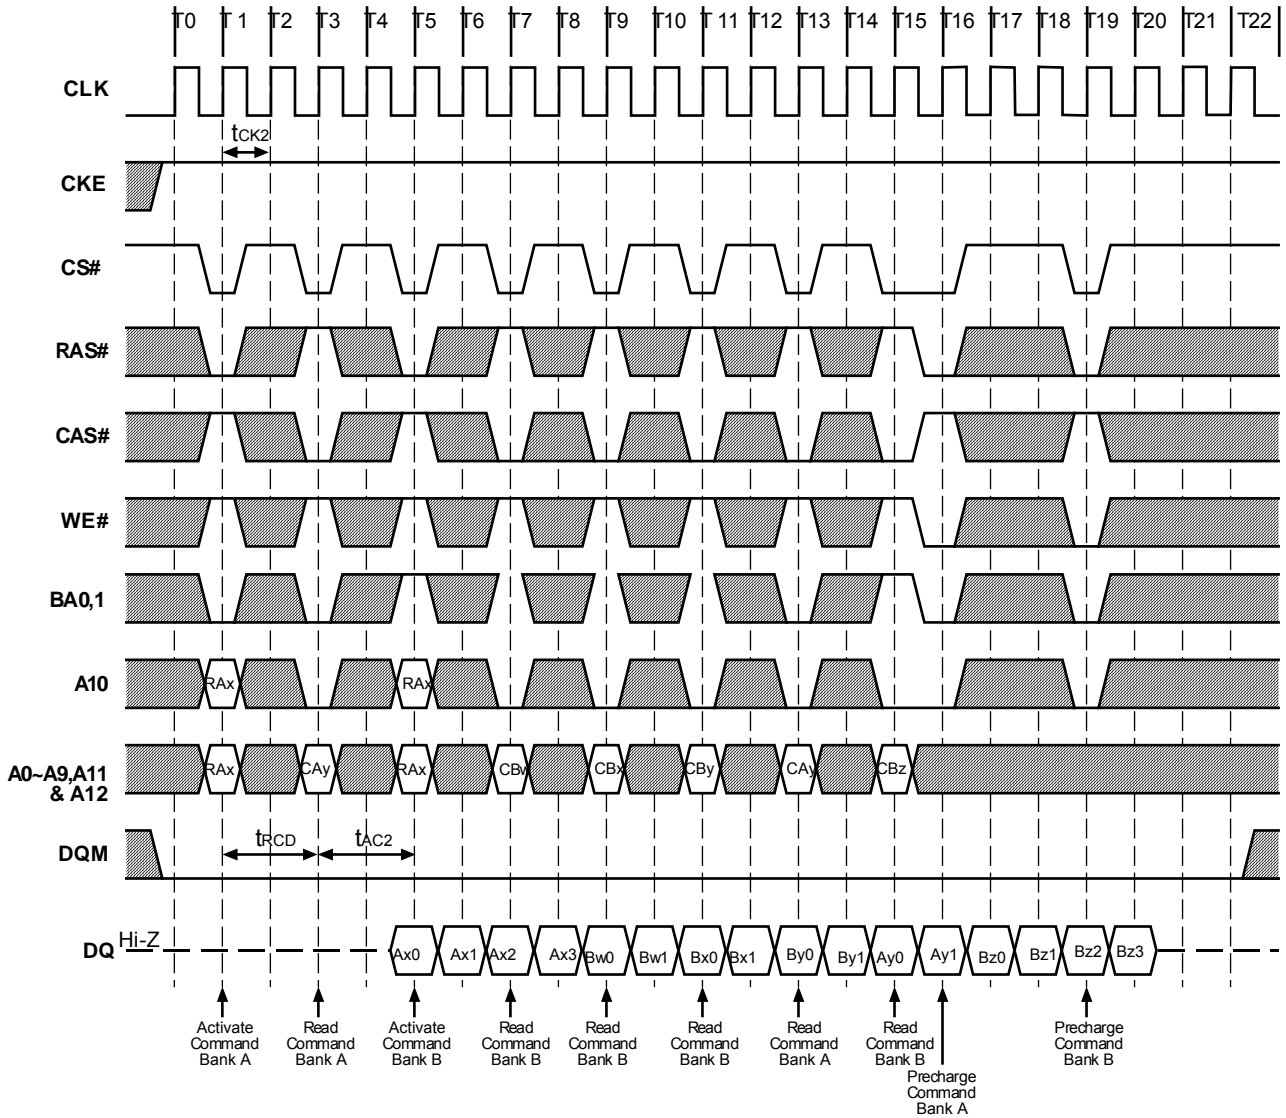 T0 T1 T2 T3 T4 T5 T6 T7 T8 T9 T10 T11 T12 T13 T14 T15 T16 T17 T18 T19 T20 T21 T22
CLK
tCK2
CKE
CS#
RAS#
CAS#
WE#
BA0,1
A10
RAx RAx
A0~A9,A11
& A12
RAx CAy RAx CBw CBx CBy CAy CBz
DQM
tRCD tAC2
DQ
Hi-Z
Ax0 Ax1 Ax2 Ax3 Bw0 Bw1 Bx0 Bx1 By0 By1 Ay0 Ay1 Bz0 Bz1 Bz2 Bz3
Activate
Command
Bank A
Read
Command
Bank A
Activate
Command
Bank B
Read
Command
Bank B
Read
Command
Bank B
Read
Command
Bank B
Read
Command
Bank A
Read
Command
Bank B
Precharge
Command
Bank A
Precharge
Command
Bank B